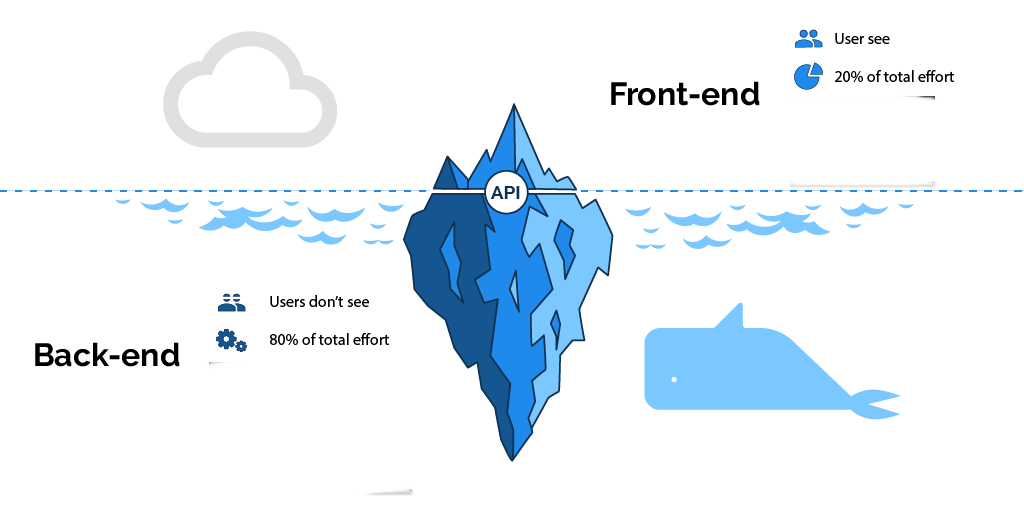 User see
20% of total effort
Front-end
API
Users don't see
80% of total effort
Back-end